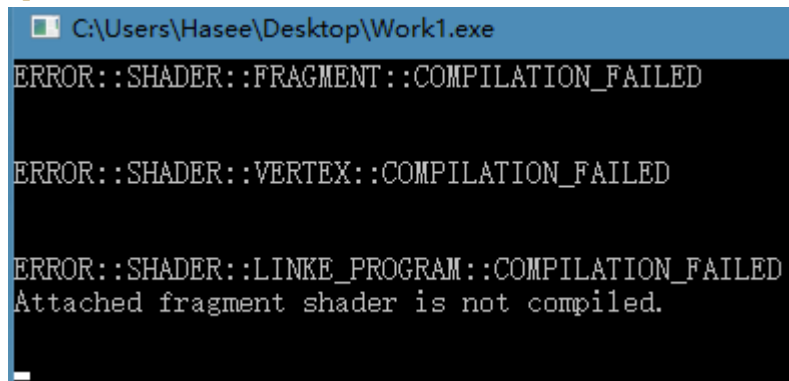 C:\Users\Hasee\Desktop\Work1.exe
ERROR::SHADER::FRAGMENT::COMPILATION_FAILED
ERROR::SHADER::VERTEX::COMPILATION_FAILED
ERROR::SHADER::LINKE_PROGRAM::COMPILATION_FAILED
Attached fragment shader is not compiled.